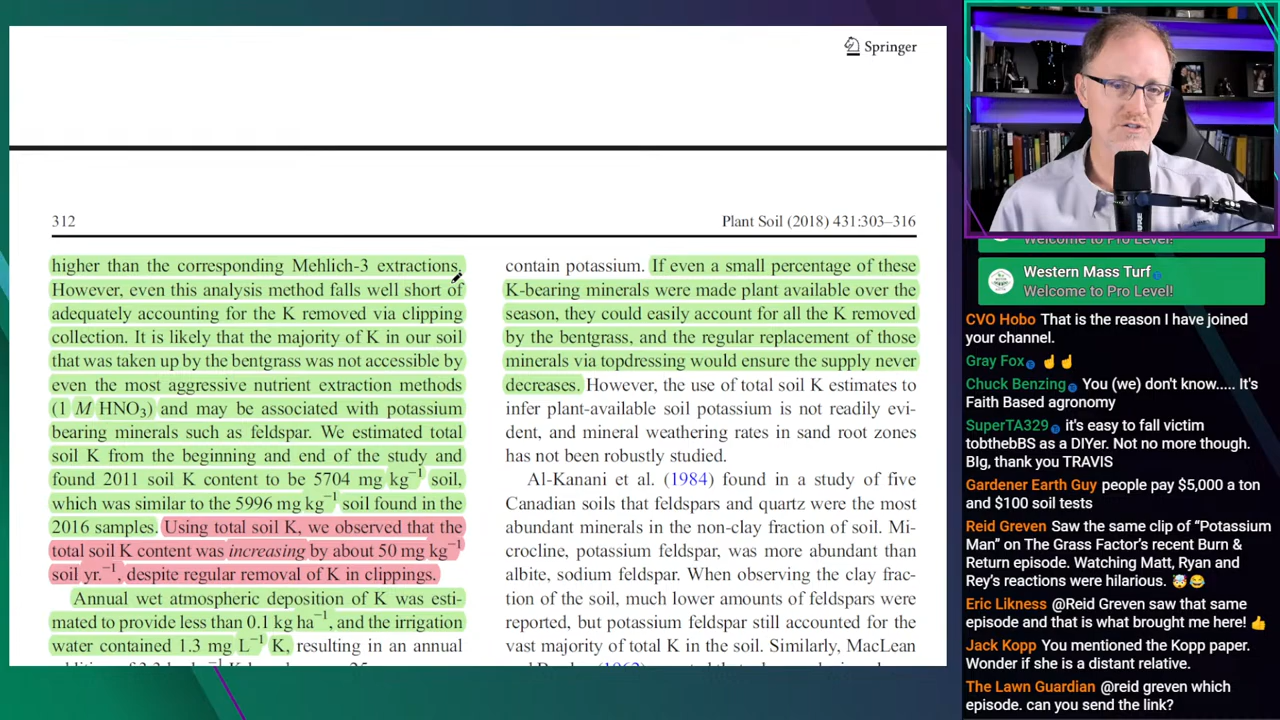 Springer
312
Plant Soil (2018) 431:303–316
higher than the corresponding Mehlich-3 extractions.
However, even this analysis method falls well short of
adequately accounting for the K removed via clipping
collection. It is likely that the majority of K in our soil
that was taken up by the bentgrass was not accessible by
even the most aggressive nutrient extraction methods
(1 M HNO₃) and may be associated with potassium
bearing minerals such as feldspar. We estimated total
soil K from the beginning and end of the study and
found 2011 soil K content to be 5704 mg kg⁻¹ soil,
which was similar to the 5996 mg kg⁻¹ soil found in the
2016 samples. Using total soil K, we observed that the
total soil K content was increasing by about 50 mg kg⁻¹
soil yr.⁻¹, despite regular removal of K in clippings.
Annual wet atmospheric deposition of K was esti-
mated to provide less than 0.1 kg ha⁻¹, and the irrigation
water contained 1.3 mg L⁻¹ K, resulting in an annual
contain potassium. If even a small percentage of these
K-bearing minerals were made plant available over the
season, they could easily account for all the K removed
by the bentgrass, and the regular replacement of those
minerals via topdressing would ensure the supply never
decreases. However, the use of total soil K estimates to
infer plant-available soil potassium is not readily evi-
dent, and mineral weathering rates in sand root zones
has not been robustly studied.
Al-Kanani et al. (1984) found in a study of five
Canadian soils that feldspars and quartz were the most
abundant minerals in the non-clay fraction of soil. Mi-
crocline, potassium feldspar, was more abundant than
albite, sodium feldspar. When observing the clay frac-
tion of the soil, much lower amounts of feldspars were
reported, but potassium feldspar still accounted for the
vast majority of total K in the soil. Similarly, MacLean
Welcome to Pro Level!
Western Mass Turf
Welcome to Pro Level!
CVO Hobo That is the reason I have joined
your channel.
Gray Fox ☝️☝️
Chuck Benzing You (we) don't know..... It's
Faith Based agronomy
SuperTA329 it's easy to fall victim
tobthebBS as a DIYer. Not no more though.
BIg, thank you TRAVIS
Gardener Earth Guy people pay $5,000 a ton
and $100 soil tests
Reid Greven Saw the same clip of “Potassium
Man” on The Grass Factor’s recent Burn &
Return episode. Watching Matt, Ryan and
Rey’s reactions were hilarious. 🤯😂
Eric Likness @Reid Greven saw that same
episode and that is what brought me here! 👍
Jack Kopp You mentioned the Kopp paper.
Wonder if she is a distant relative.
The Lawn Guardian @reid greven which
episode. can you send the link?